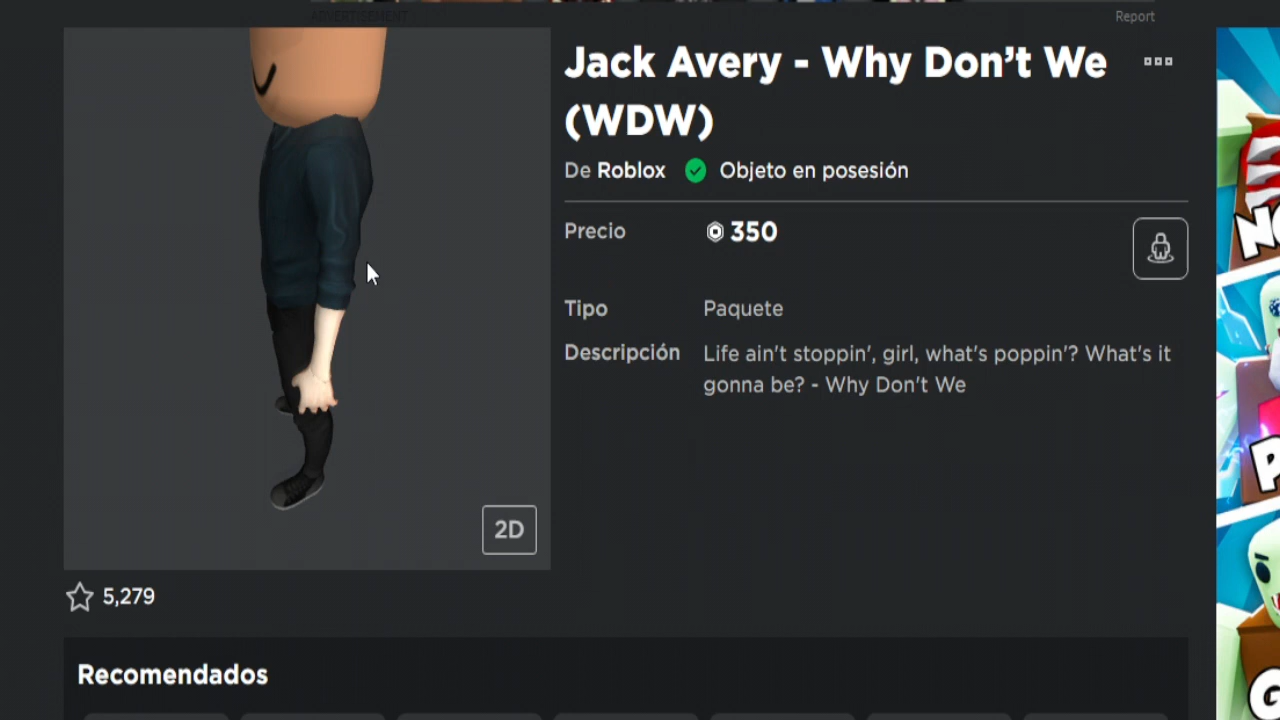 ADVERTISEMENT
Report
Jack Avery - Why Don’t We
(WDW)
De Roblox Objeto en posesión
Precio 350
Tipo Paquete
Descripción Life ain't stoppin', girl, what's poppin'? What's it
gonna be? - Why Don't We
2D
5,279
Recomendados